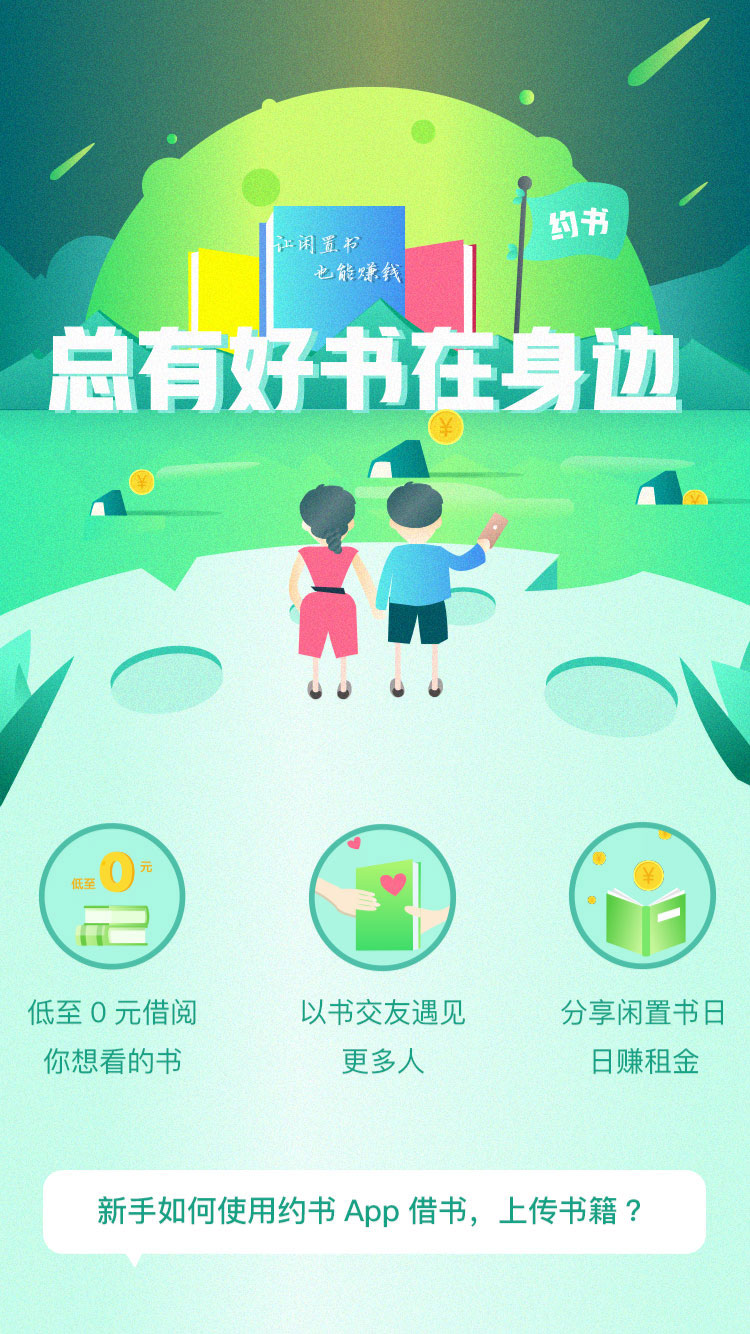 约书
让闲置书
也能赚钱
总有好书在身边
¥
¥
¥
低至0元
¥
低至 0 元借阅
你想看的书
以书交友遇见
更多人
分享闲置书日
日赚租金
新手如何使用约书 App 借书，上传书籍？